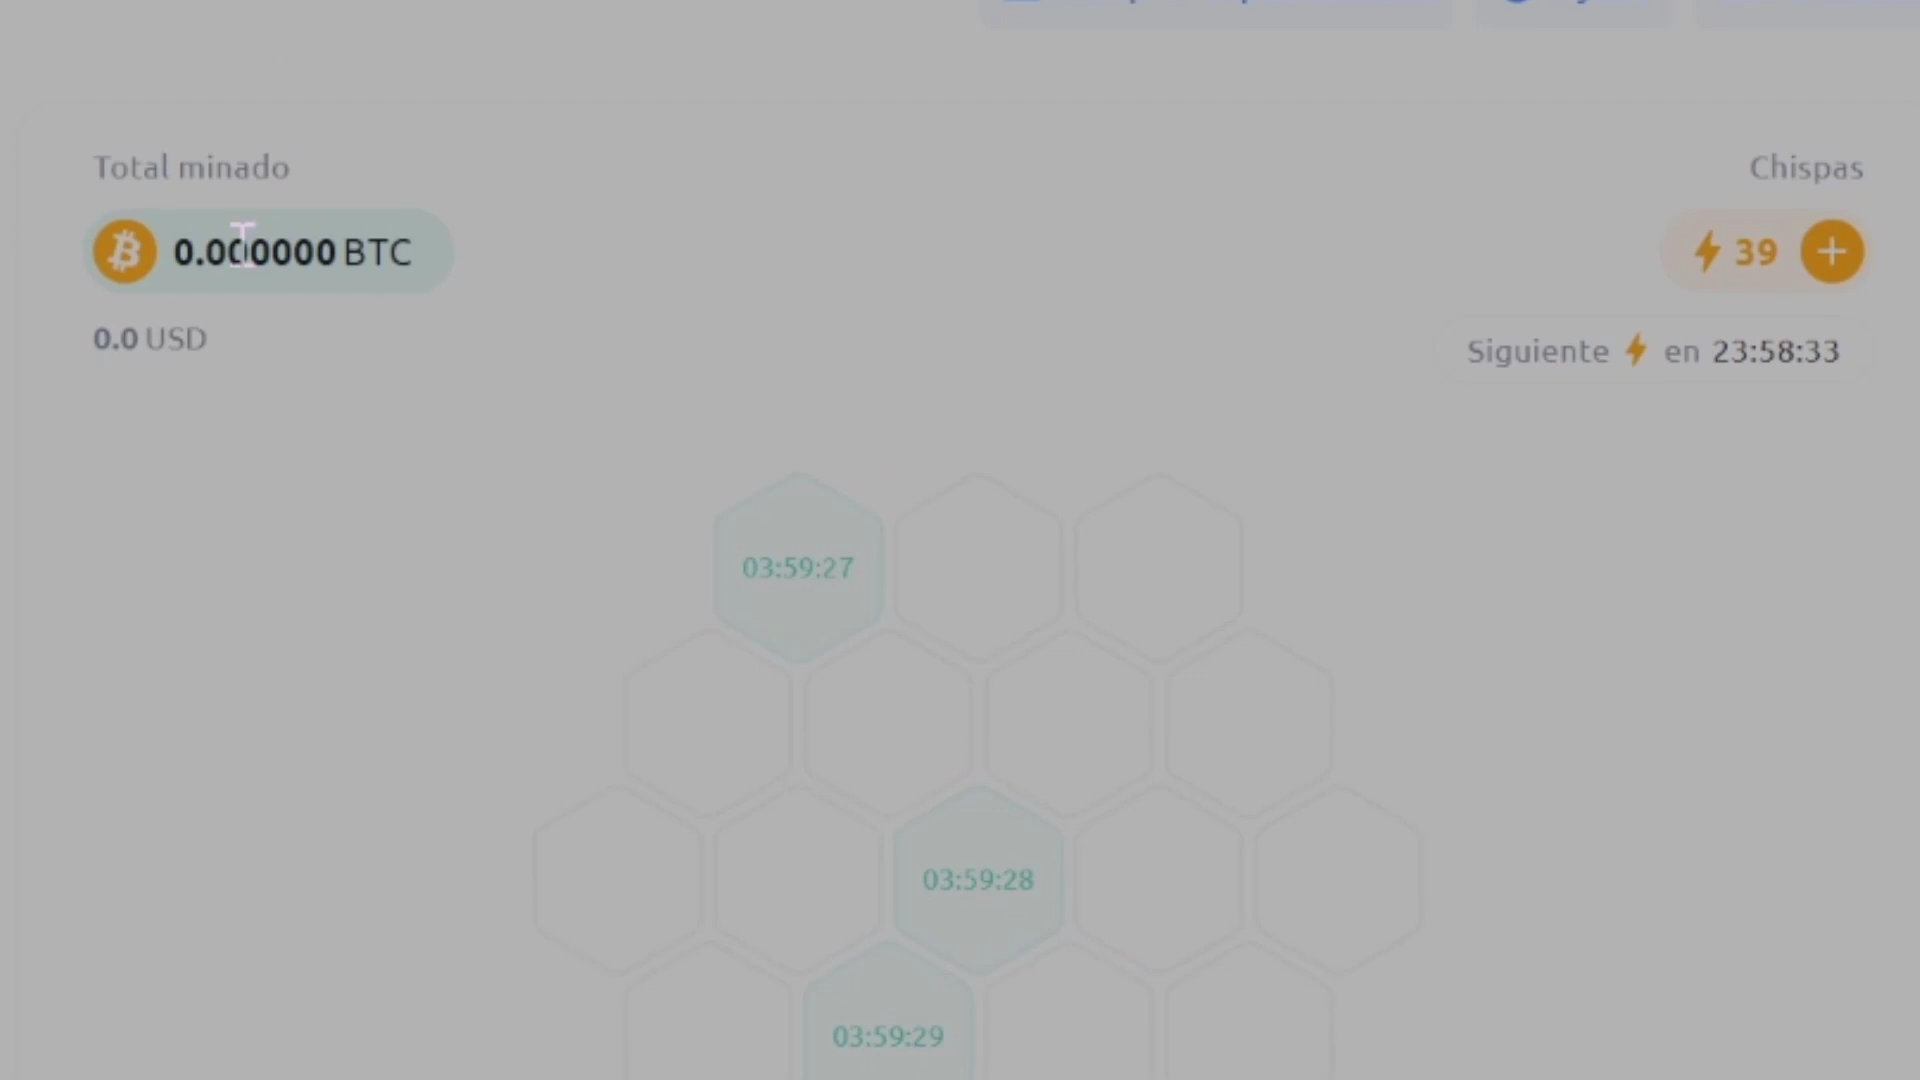 Total minado
Chispas
0.000000 BTC
39
0.0 USD
Siguiente en 23:58:33
03:59:27
03:59:28
03:59:29